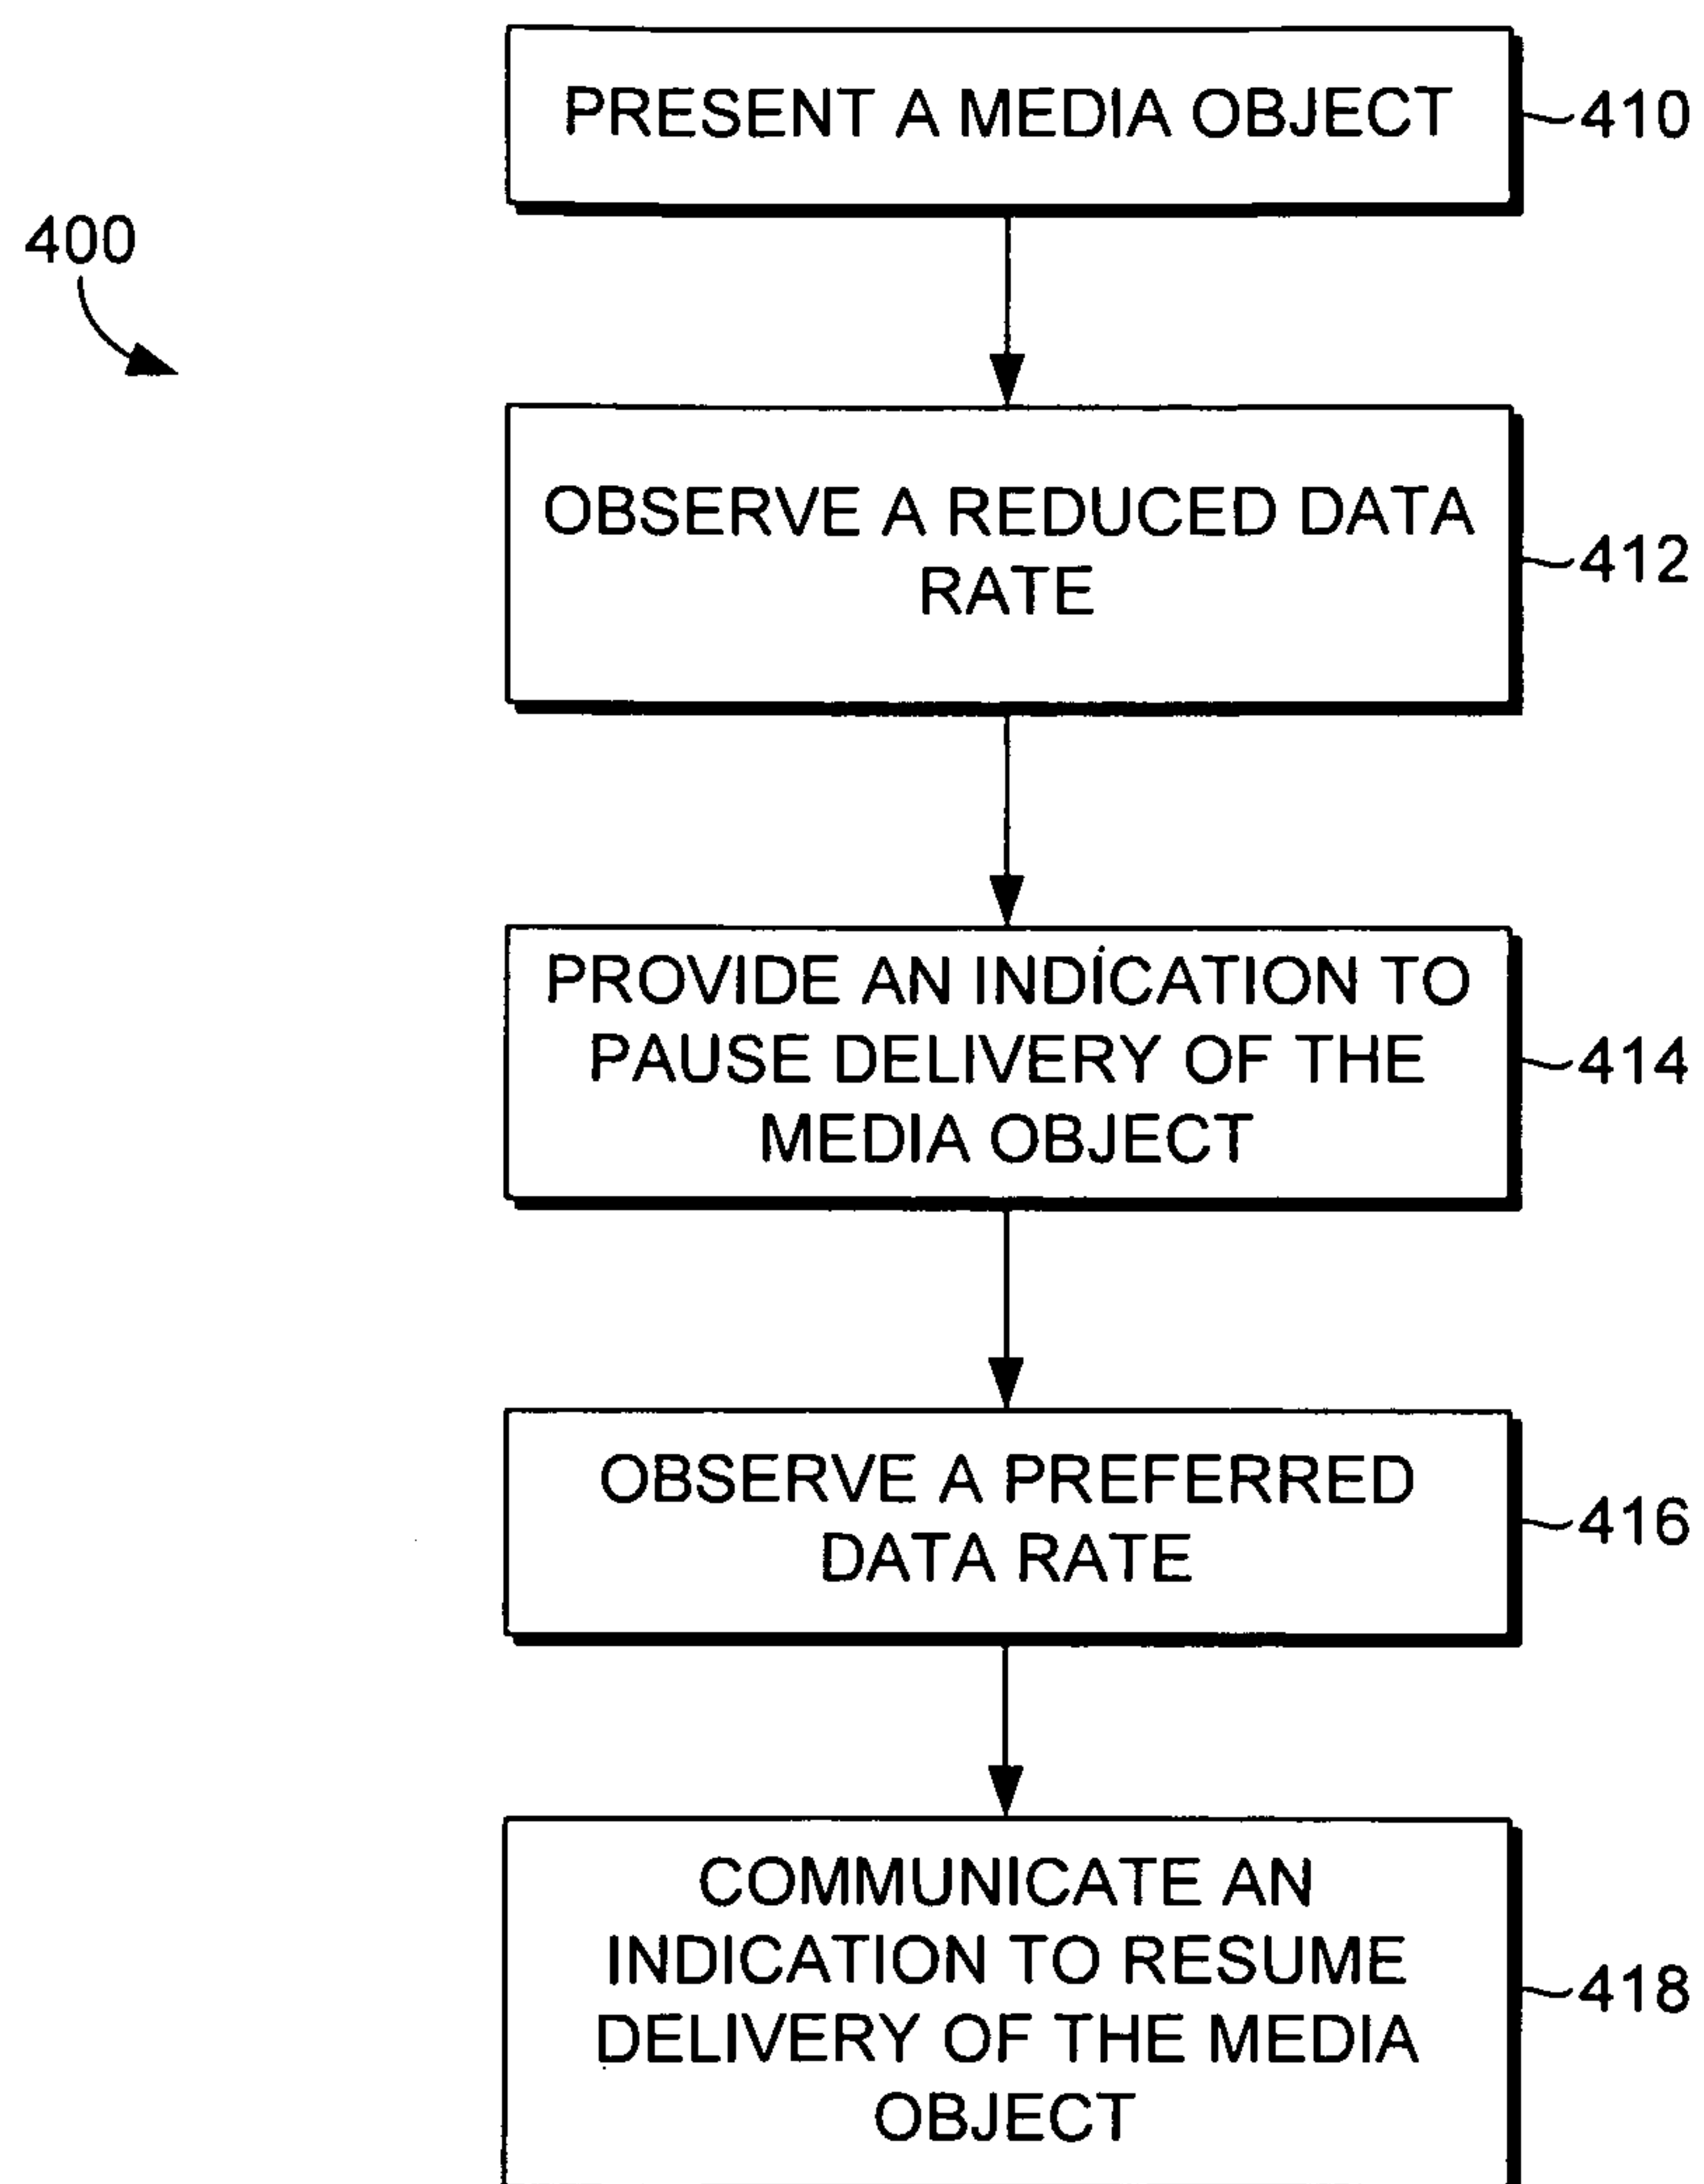 PRESENT A MEDIA OBJECT
410
400
OBSERVE A REDUCED DATA
RATE
412
PROVIDE AN INDICATION TO
PAUSE DELIVERY OF THE
MEDIA OBJECT
414
OBSERVE A PREFERRED
DATA RATE
416
COMMUNICATE AN
INDICATION TO RESUME
DELIVERY OF THE MEDIA
OBJECT
418